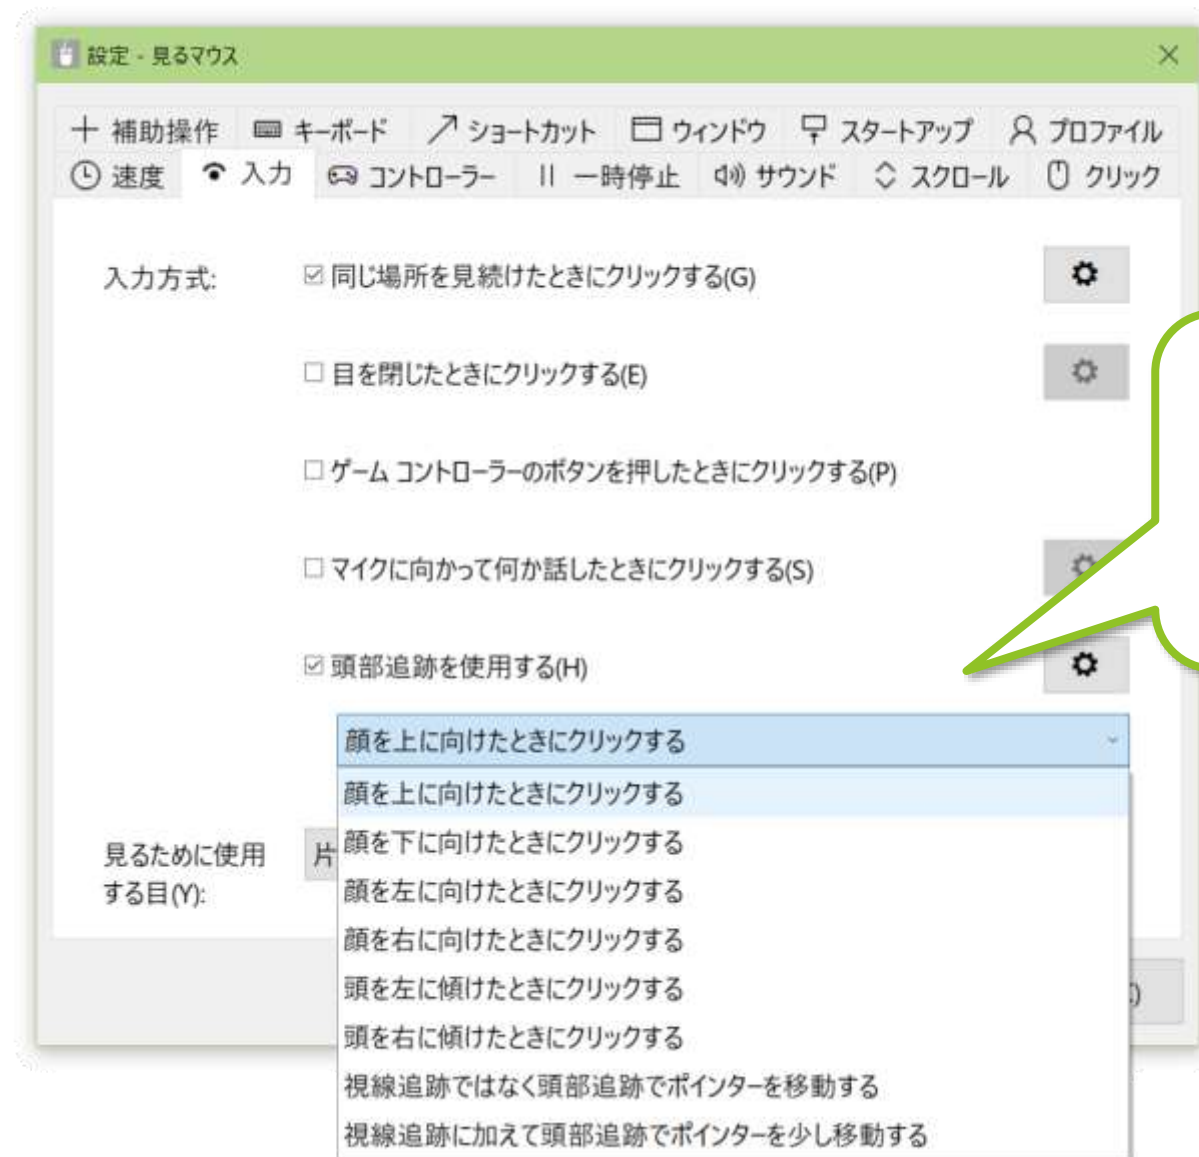 設定 - 見るマウス
補助操作 キーボード ショートカット ウィンドウ スタートアップ プロファイル
速度 入力 コントローラー 一時停止 サウンド スクロール クリック
入力方式: 同じ場所を見続けたときにクリックする(G)
目を閉じたときにクリックする(E)
ゲーム コントローラーのボタンを押したときにクリックする(P)
マイクに向かって何か話したときにクリックする(S)
頭部追跡を使用する(H)
顔を上に向けたときにクリックする
顔を上に向けたときにクリックする
顔を下に向けたときにクリックする
見るために使用
する目(Y):
片
顔を左に向けたときにクリックする
顔を右に向けたときにクリックする
頭を左に傾けたときにクリックする
頭を右に傾けたときにクリックする
視線追跡ではなく頭部追跡でポインターを移動する
視線追跡に加えて頭部追跡でポインターを少し移動する